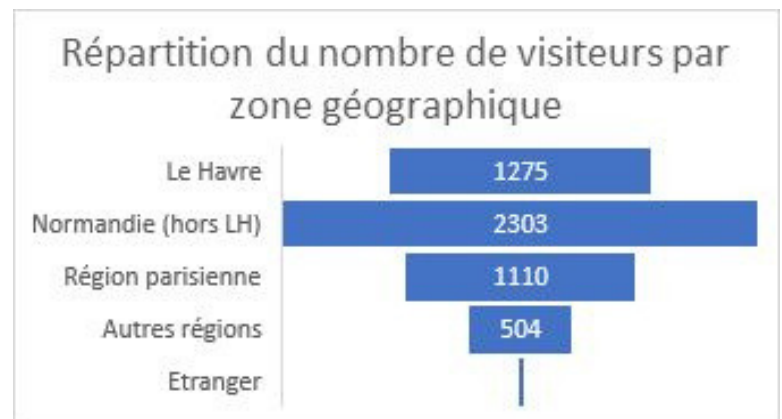 Répartition du nombre de visiteurs par
zone géographique
Le Havre 1275
Normandie (hors LH) 2303
Région parisienne 1110
Autres régions 504
Etranger